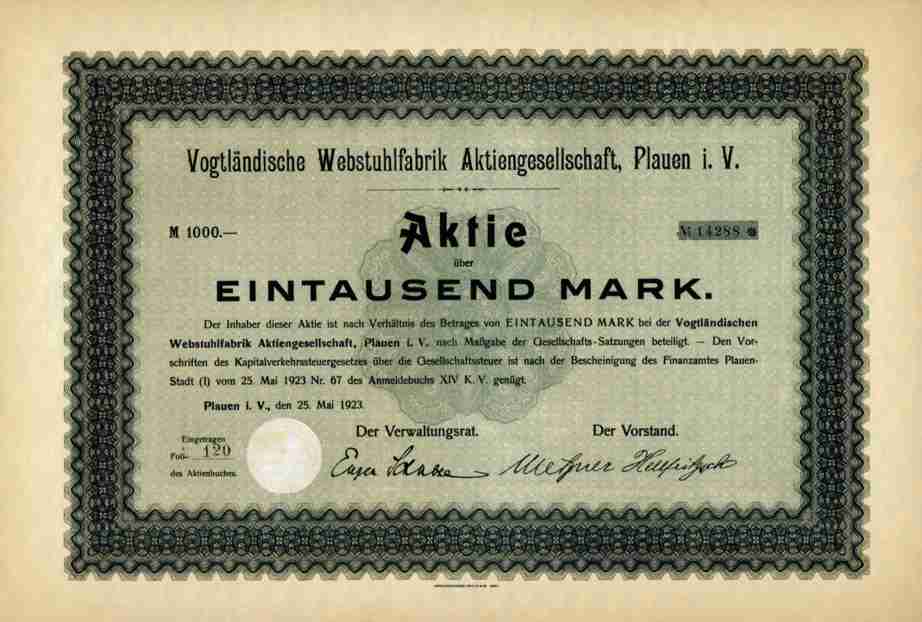 Vogtländische Webstuhlfabrik Aktiengesellschaft, Plauen i. V.
M 1000.—
Aktie
№ 14288
über
EINTAUSEND MARK.
Der Inhaber dieser Aktie ist nach Verhältnis des Betrages von EINTAUSEND MARK bei der Vogtländischen
Webstuhlfabrik Aktiengesellschaft, Plauen i. V., nach Maßgabe der Gesellschafts-Satzungen beteiligt. — Den Vor-
schriften des Kapitalverkehrssteuergesetzes über die Gesellschaftssteuer ist nach der Bescheinigung des Finanzamtes Plauen-
Stadt (I) vom 25. Mai 1923 Nr. 67 des Anmeldebuchs XIV K. V. genügt.
Plauen i. V., den 25. Mai 1923.
Der Verwaltungsrat.
Der Vorstand.
Eingetragen
Fol. 120
des Aktienbuches.